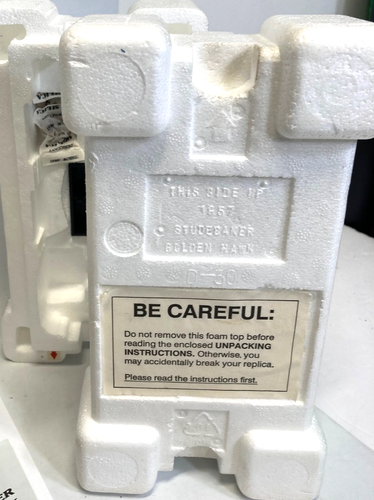 THIS SIDE UP
1957
STUDEBAKER
GOLDEN HAWK
BE CAREFUL:
Do not remove this foam top before
reading the enclosed UNPACKING
INSTRUCTIONS. Otherwise, you
may accidentally break your replica.
Please read the instructions first.